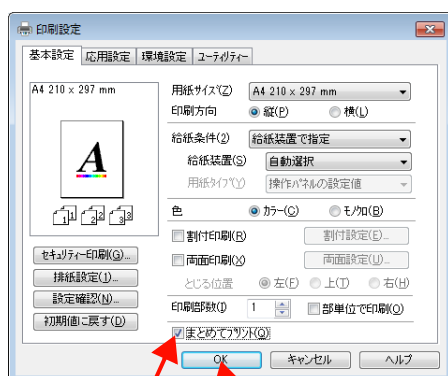 印刷設定
基本設定 応用設定 環境設定 ユーティリティー
A4 210 × 297 mm
用紙サイズ(Z) A4 210 × 297 mm
印刷方向 縦(P) 横(L)
給紙条件(2) 給紙装置で指定
給紙装置(S) 自動選択
用紙タイプ(Y) 操作パネルの設定値
A
色 カラー(C) モノクロ(B)
1 1 2 2 3 3
割付印刷(R) 割付設定(E)...
セキュリティー印刷(G)...
両面印刷(X) 両面設定(U)...
排紙設定(1)...
とじる位置 左(F) 上(T) 右(H)
設定確認(N)...
印刷部数(I) 1 部単位で印刷(O)
初期値に戻す(D)
まとめてプリント(Q)
OK キャンセル ヘルプ